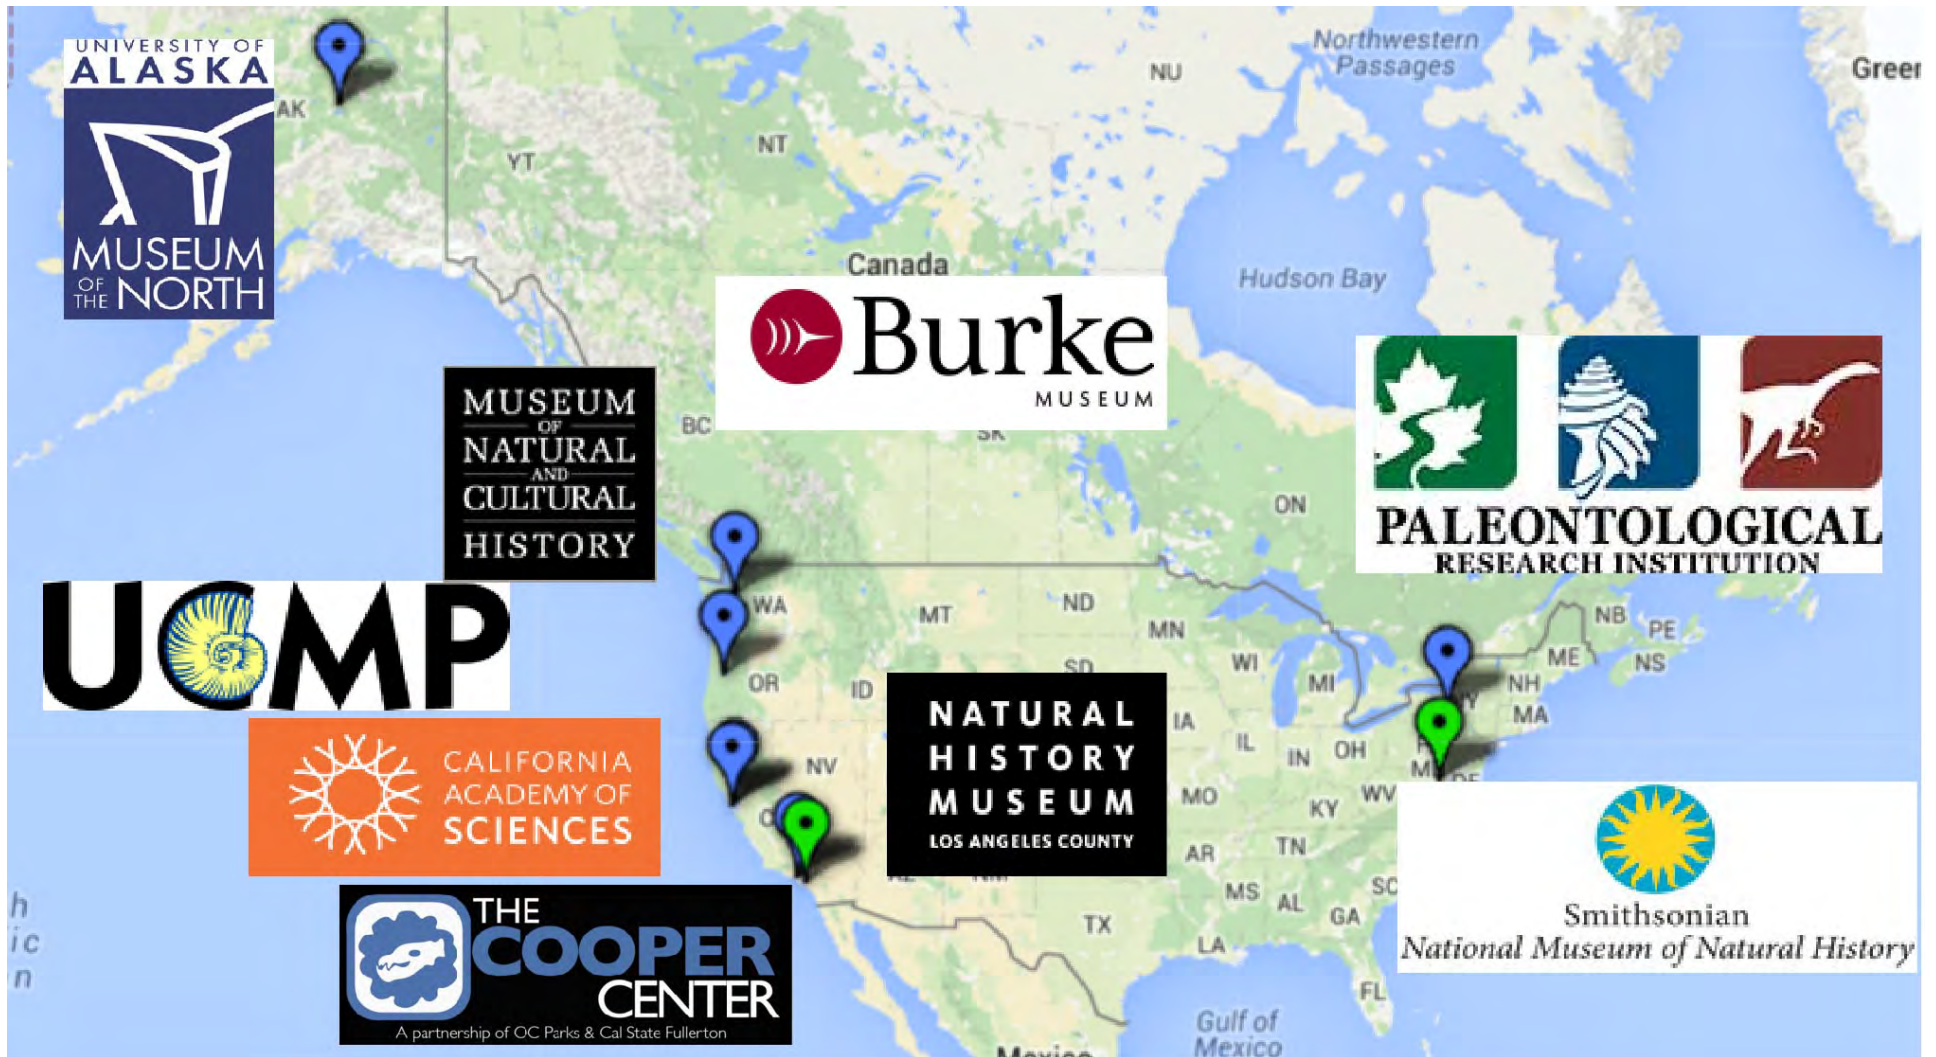 UNIVERSITY OF
ALASKA
MUSEUM
OF
THE NORTH
AK
YT
NT
NU
Northwestern
Passages
Canada
Hudson Bay
Burke
MUSEUM
MUSEUM
OF
NATURAL
AND
CULTURAL
HISTORY
BC
SK
ON
PALEONTOLOGICAL
RESEARCH INSTITUTION
UCMP
WA
MT
ND
MN
NB
PE
OR
ID
SD
WI
MI
ME
NS
NH
MA
CALIFORNIA
ACADEMY OF
SCIENCES
NV
NATURAL
HISTORY
MUSEUM
LOS ANGELES COUNTY
IA
IL
IN
OH
MO
KY
WV
AR
TN
MS
AL
SC
GA
TX
LA
FL
THE
COOPER
CENTER
A partnership of OC Parks & Cal State Fullerton
Smithsonian
National Museum of Natural History
Gulf of
Mexico
Mexico